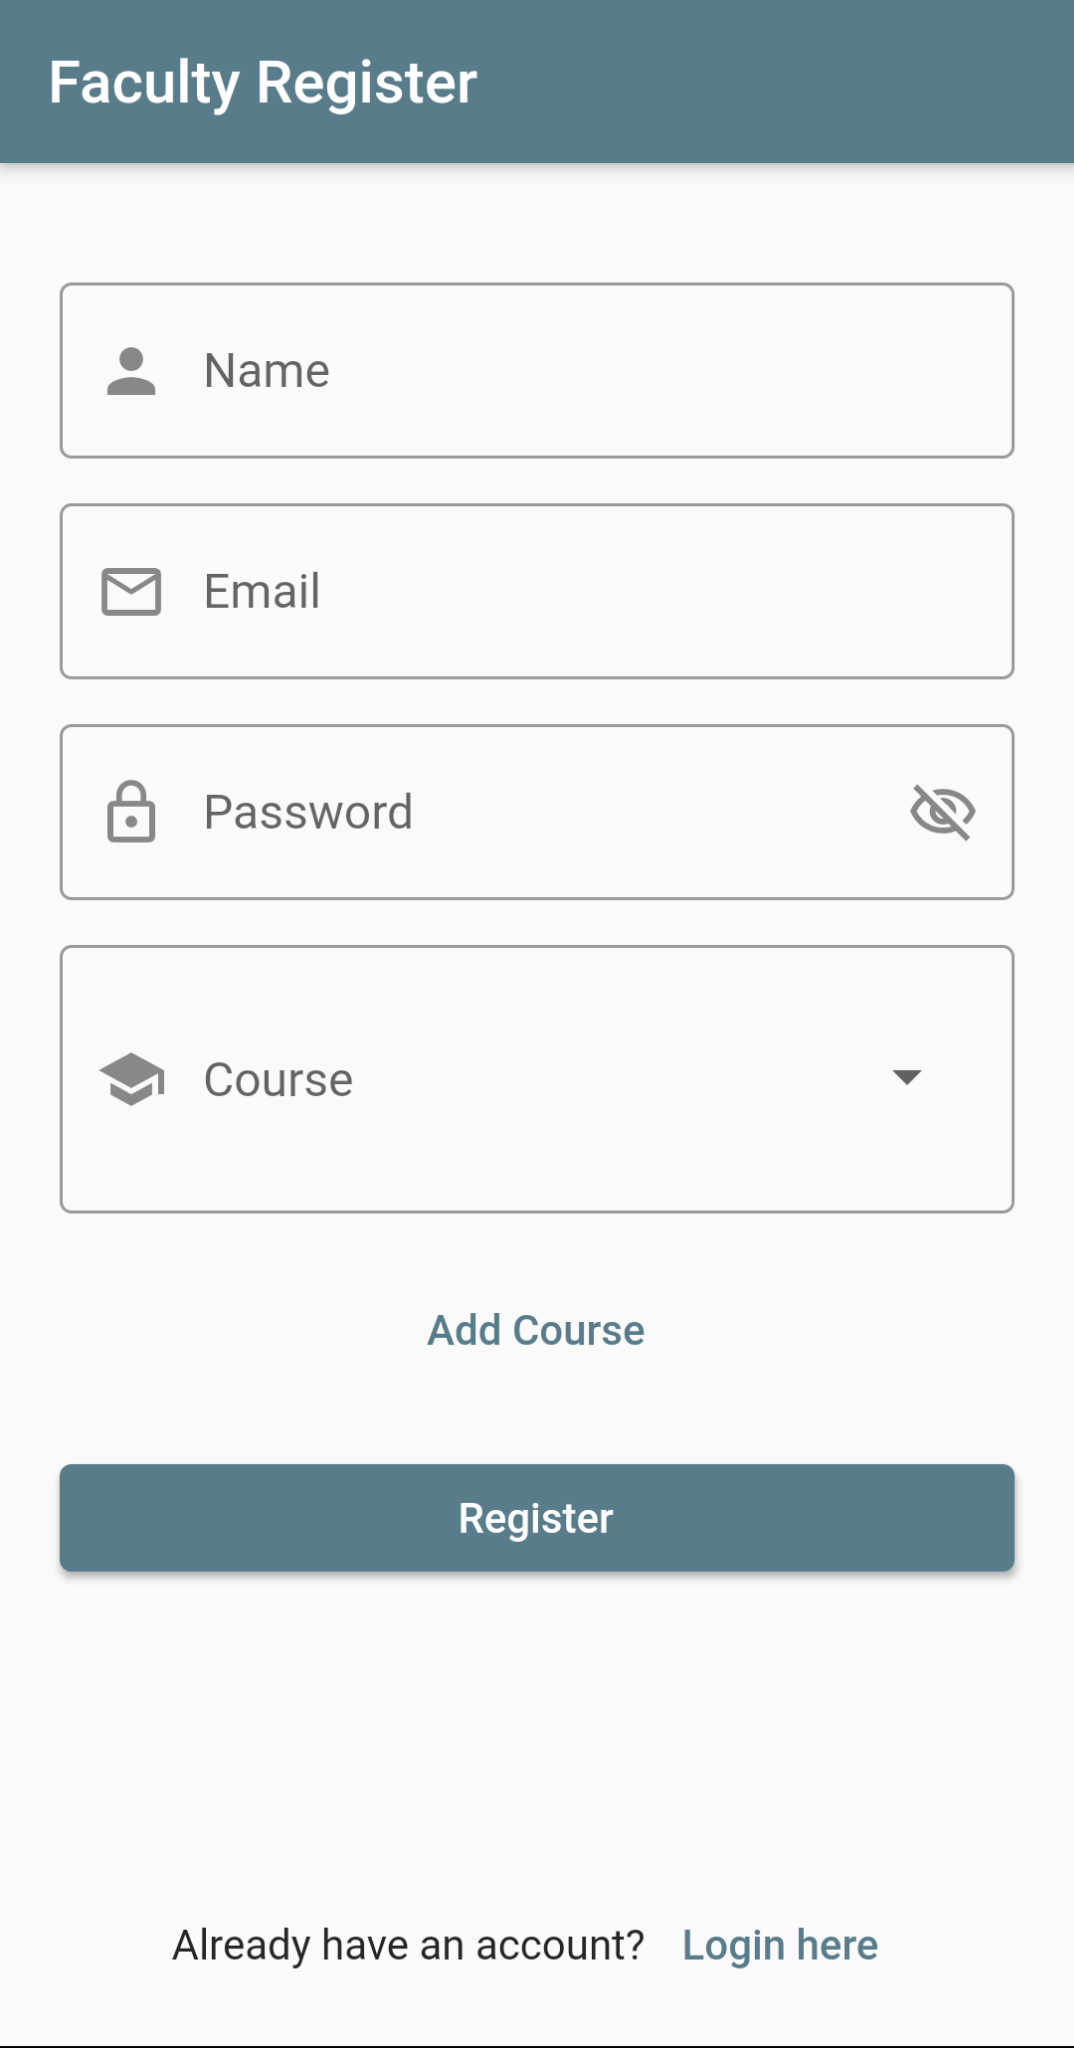 Faculty Register
Name
Email
Password
Course
Add Course
Register
Already have an account? Login here